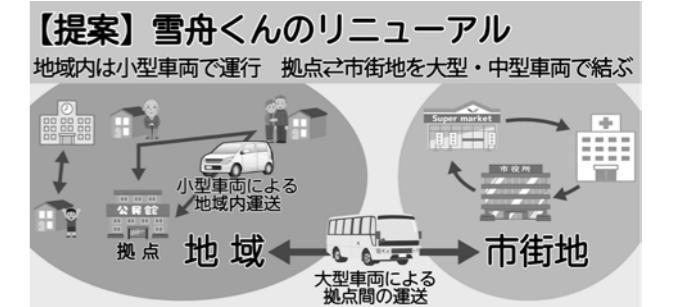 【提案】雪舟くんのリニューアル
地域内は小型車両で運行　拠点⇄市街地を大型・中型車両で結ぶ
Super market
市役所
小型車両による
地域内運送
公民館
拠点
地域
市街地
大型車両による
拠点間の運送